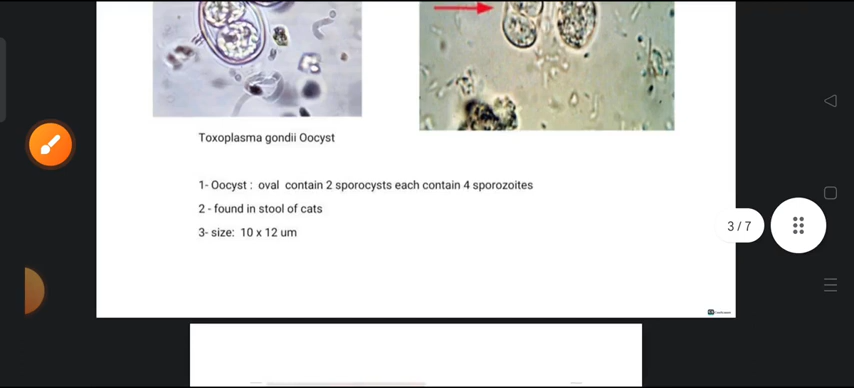 Toxoplasma gondii Oocyst
1- Oocyst : oval contain 2 sporocysts each contain 4 sporozoites
2 - found in stool of cats
3- size: 10 x 12 um
3 / 7